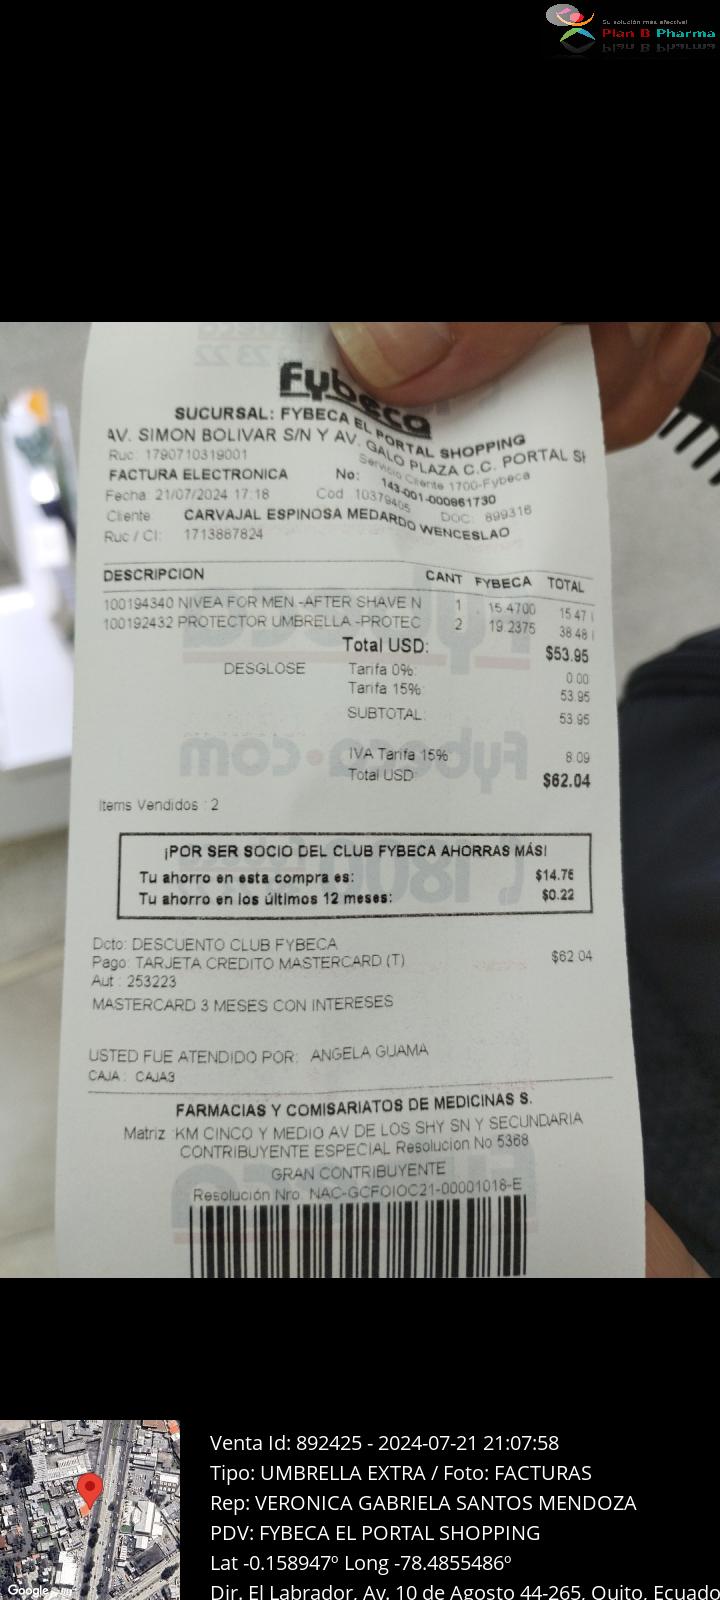 Su solución más efectiva!
Plan B Pharma
Fybeca
SUCURSAL: FYBECA EL PORTAL SHOPPING
AV. SIMON BOLIVAR S/N Y AV. GALO PLAZA C.C. PORTAL SH
Ruc: 1790710319001 Servicio Cliente 1700-Fybeca
FACTURA ELECTRONICA No: 143-001-000961730
Fecha: 21/07/2024 17:18 Cod 10379405 DOC: 899316
Cliente CARVAJAL ESPINOSA MEDARDO WENCESLAO
Ruc / CI: 1713887824
DESCRIPCION CANT FYBECA TOTAL
100194340 NIVEA FOR MEN -AFTER SHAVE N 1 15.4700 15.47 I
100192432 PROTECTOR UMBRELLA -PROTEC 2 19.2375 38.48 I
Total USD: $53.95
DESGLOSE Tarifa 0%: 0.00
Tarifa 15%: 53.95
SUBTOTAL: 53.95
IVA Tarifa 15% 8.09
Total USD $62.04
Items Vendidos : 2
¡POR SER SOCIO DEL CLUB FYBECA AHORRAS MÁS!
Tu ahorro en esta compra es: $14.76
Tu ahorro en los últimos 12 meses: $0.22
Dcto: DESCUENTO CLUB FYBECA
Pago: TARJETA CREDITO MASTERCARD (T) $62.04
Aut : 253223
MASTERCARD 3 MESES CON INTERESES
USTED FUE ATENDIDO POR: ANGELA GUAMA
CAJA : CAJA3
FARMACIAS Y COMISARIATOS DE MEDICINAS S.
Matriz :KM CINCO Y MEDIO AV DE LOS SHY SN Y SECUNDARIA
CONTRIBUYENTE ESPECIAL Resolucion No 5368
GRAN CONTRIBUYENTE
Resolución Nro. NAC-GCFOIOC21-00001018-E
Google
Venta Id: 892425 - 2024-07-21 21:07:58
Tipo: UMBRELLA EXTRA / Foto: FACTURAS
Rep: VERONICA GABRIELA SANTOS MENDOZA
PDV: FYBECA EL PORTAL SHOPPING
Lat -0.158947º Long -78.4855486º
Dir. El Labrador, Av. 10 de Agosto 44-265, Quito, Ecuado